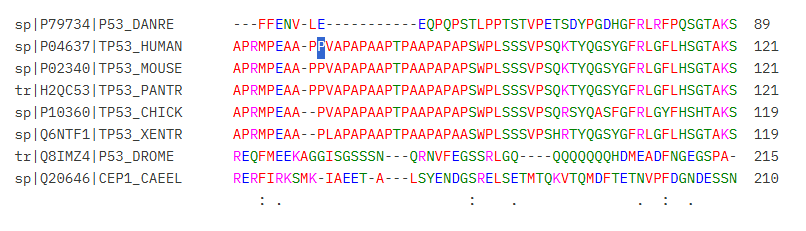 sp|P79734|P53_DANRE ---FFENV-LE-----------EQPQPSTLPPTSTVPETSDYPGDHGFRLRFPQSGTAKS 89
sp|P04637|TP53_HUMAN APRMPEAA-PPVAPAPAAPTPAAPAPAPSWPLSSSVPSQKTYQGSYGFRLGFLHSGTAKS 121
sp|P02340|TP53_MOUSE APRMPEAA-PPVAPAPAAPTPAAPAPAPSWPLSSSVPSQKTYQGSYGFRLGFLHSGTAKS 121
tr|H2QC53|TP53_PANTR APRMPEAA-PPVAPAPAAPTPAAPAPAPSWPLSSSVPSQKTYQGSYGFRLGFLHSGTAKS 121
sp|P10360|TP53_CHICK APRMPEAA--PVAPAPAAPTPAAPAPAPSWPLSSSVPSQRSYQASFGFRLGYFHSHTAKS 119
sp|Q6NTF1|TP53_XENTR APRMPEAA--PLAPAPAAPTPAAPAPAASWPLSSSVPSHRTYQGSYGFRLGFLHSGTAKS 119
tr|Q8IMZ4|P53_DROME REQFMEEKAGGISGSSSN---QRNVFEGSSRLGQ----QQQQQQQHDMEADFNGEGSPA- 215
sp|Q20646|CEP1_CAEEL RERFIRKSMK-IAEET-A---LSYENDGSRELSETMTQKVTQMDFTETNVPFDGNDESSN 210
: . : . . : .